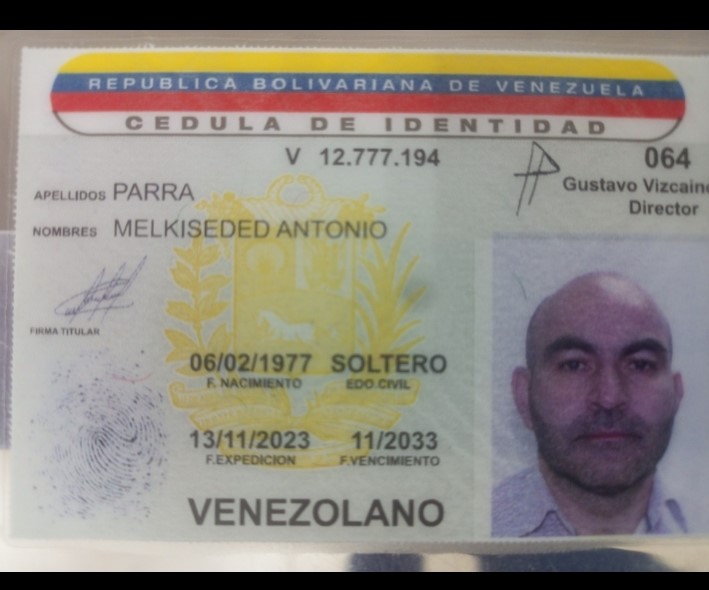 REPUBLICA BOLIVARIANA DE VENEZUELA
CEDULA DE IDENTIDAD
V 12.777.194
064
Gustavo
Director
APELLIDOS PARRA
NOMBRES MELKISEDED ANTONIO
FIRMA TITULAR
06/02/1977 SOLTERO
F. NACIMIENTO EDO.CIVIL
13/11/2023 11/2033
F.EXPEDICION F.VENCIMIENTO
VENEZOLANO